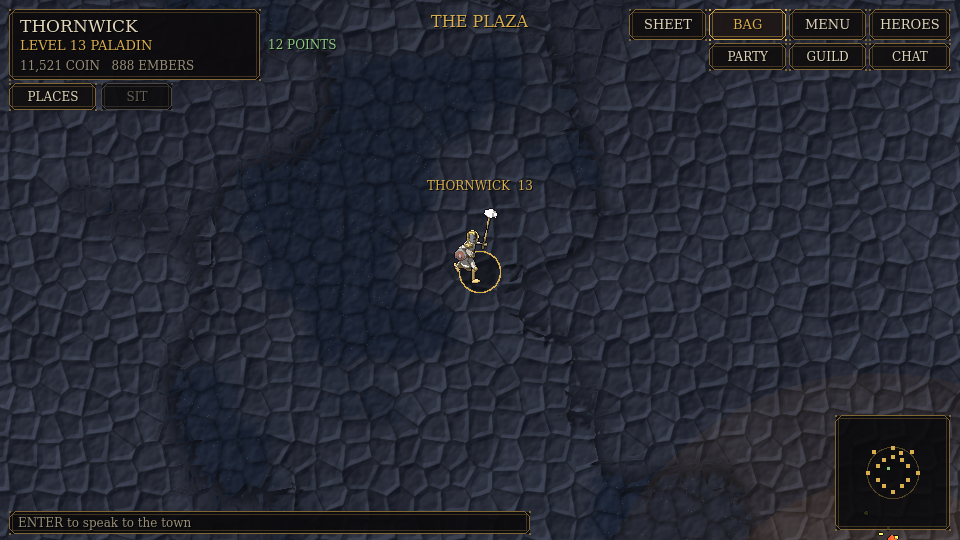 THORNWICK
LEVEL 13 PALADIN
11,521 COIN 888 EMBERS
12 POINTS
THE PLAZA
SHEET
BAG
MENU
HEROES
PARTY
GUILD
CHAT
PLACES
SIT
THORNWICK 13
ENTER to speak to the town